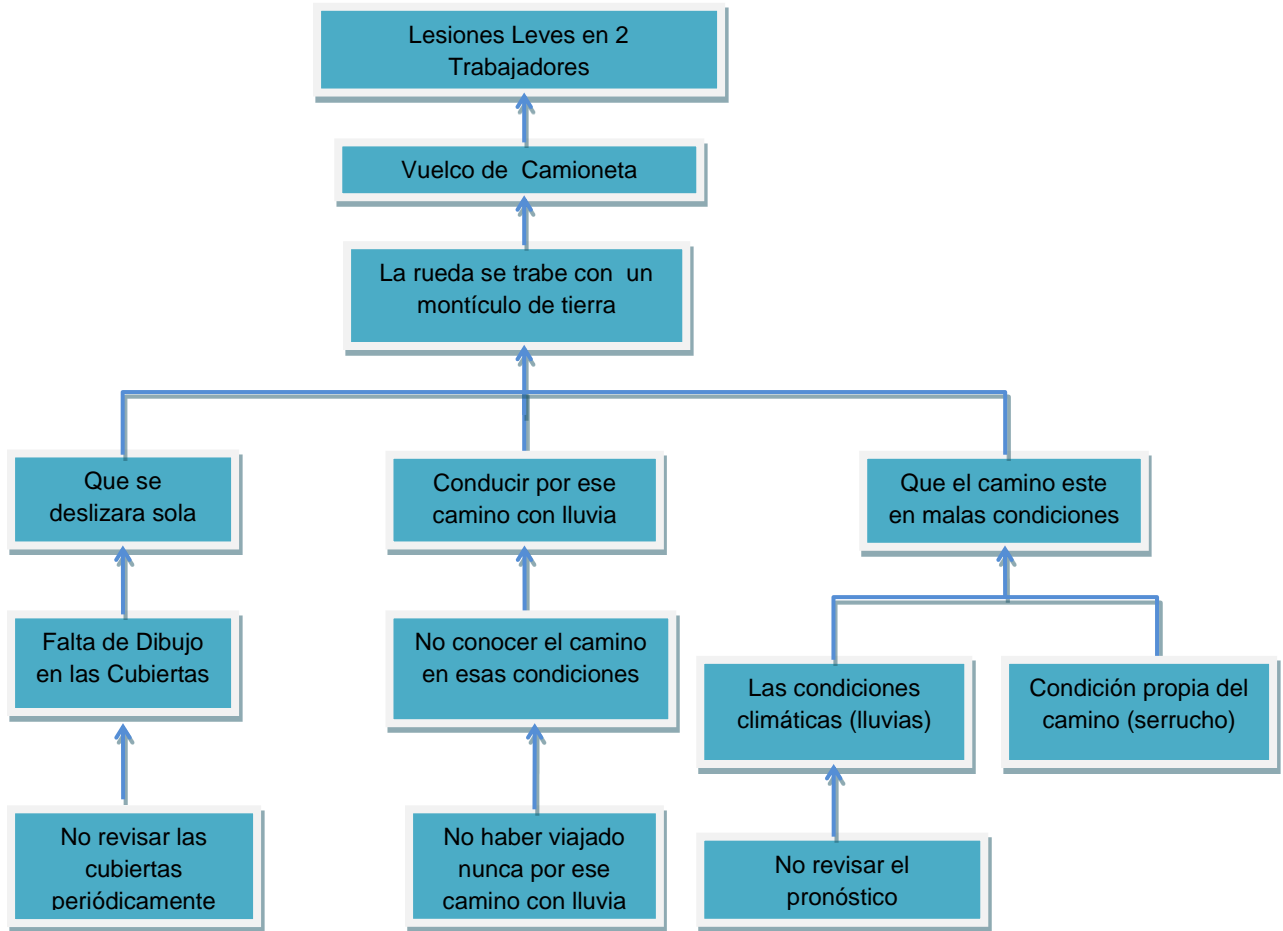 Lesiones Leves en 2
Trabajadores
Vuelco de Camioneta
La rueda se trabe con un
montículo de tierra
Que se
deslizara sola
Conducir por ese
camino con lluvia
Que el camino este
en malas condiciones
Falta de Dibujo
en las Cubiertas
No conocer el camino
en esas condiciones
Las condiciones
climáticas (lluvias)
Condición propia del
camino (serrucho)
No revisar las
cubiertas
periódicamente
No haber viajado
nunca por ese
camino con lluvia
No revisar el
pronóstico